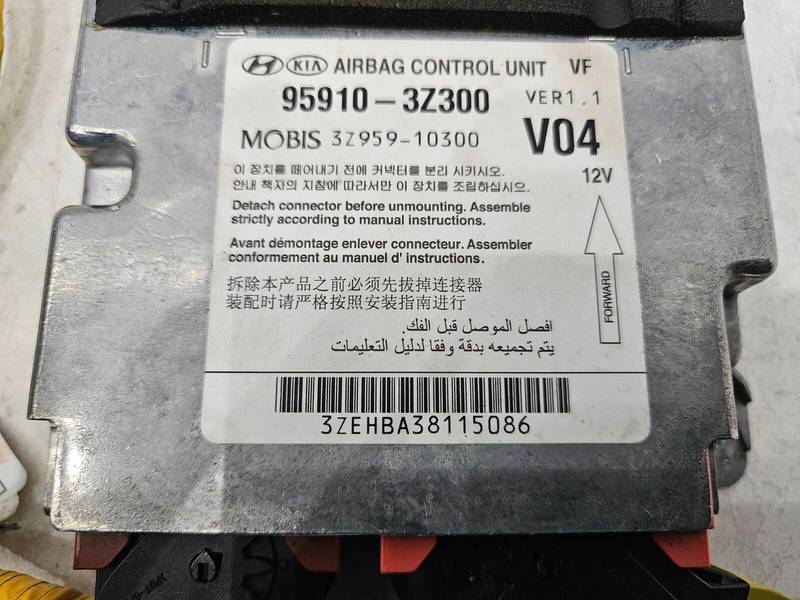 HYUNDAI KIA AIRBAG CONTROL UNIT VF
95910-3Z300 VER1.1
MOBIS 3Z959-10300 V04
12V
이 장치를 떼어내기 전에 커넥터를 분리 시키시오.
안내 책자의 지침에 따라서만 이 장치를 조립하십시오.
Detach connector before unmounting. Assemble
strictly according to manual instructions.
Avant démontage enlever connecteur. Assembler
conformement au manuel d' instructions.
FORWARD
拆除本产品之前必须先拔掉连接器
装配时请严格按照安装指南进行
افصل الموصل قبل الفك.
يتم تجميعه بدقة وفقا لدليل التعليمات
3ZEHBA38115086